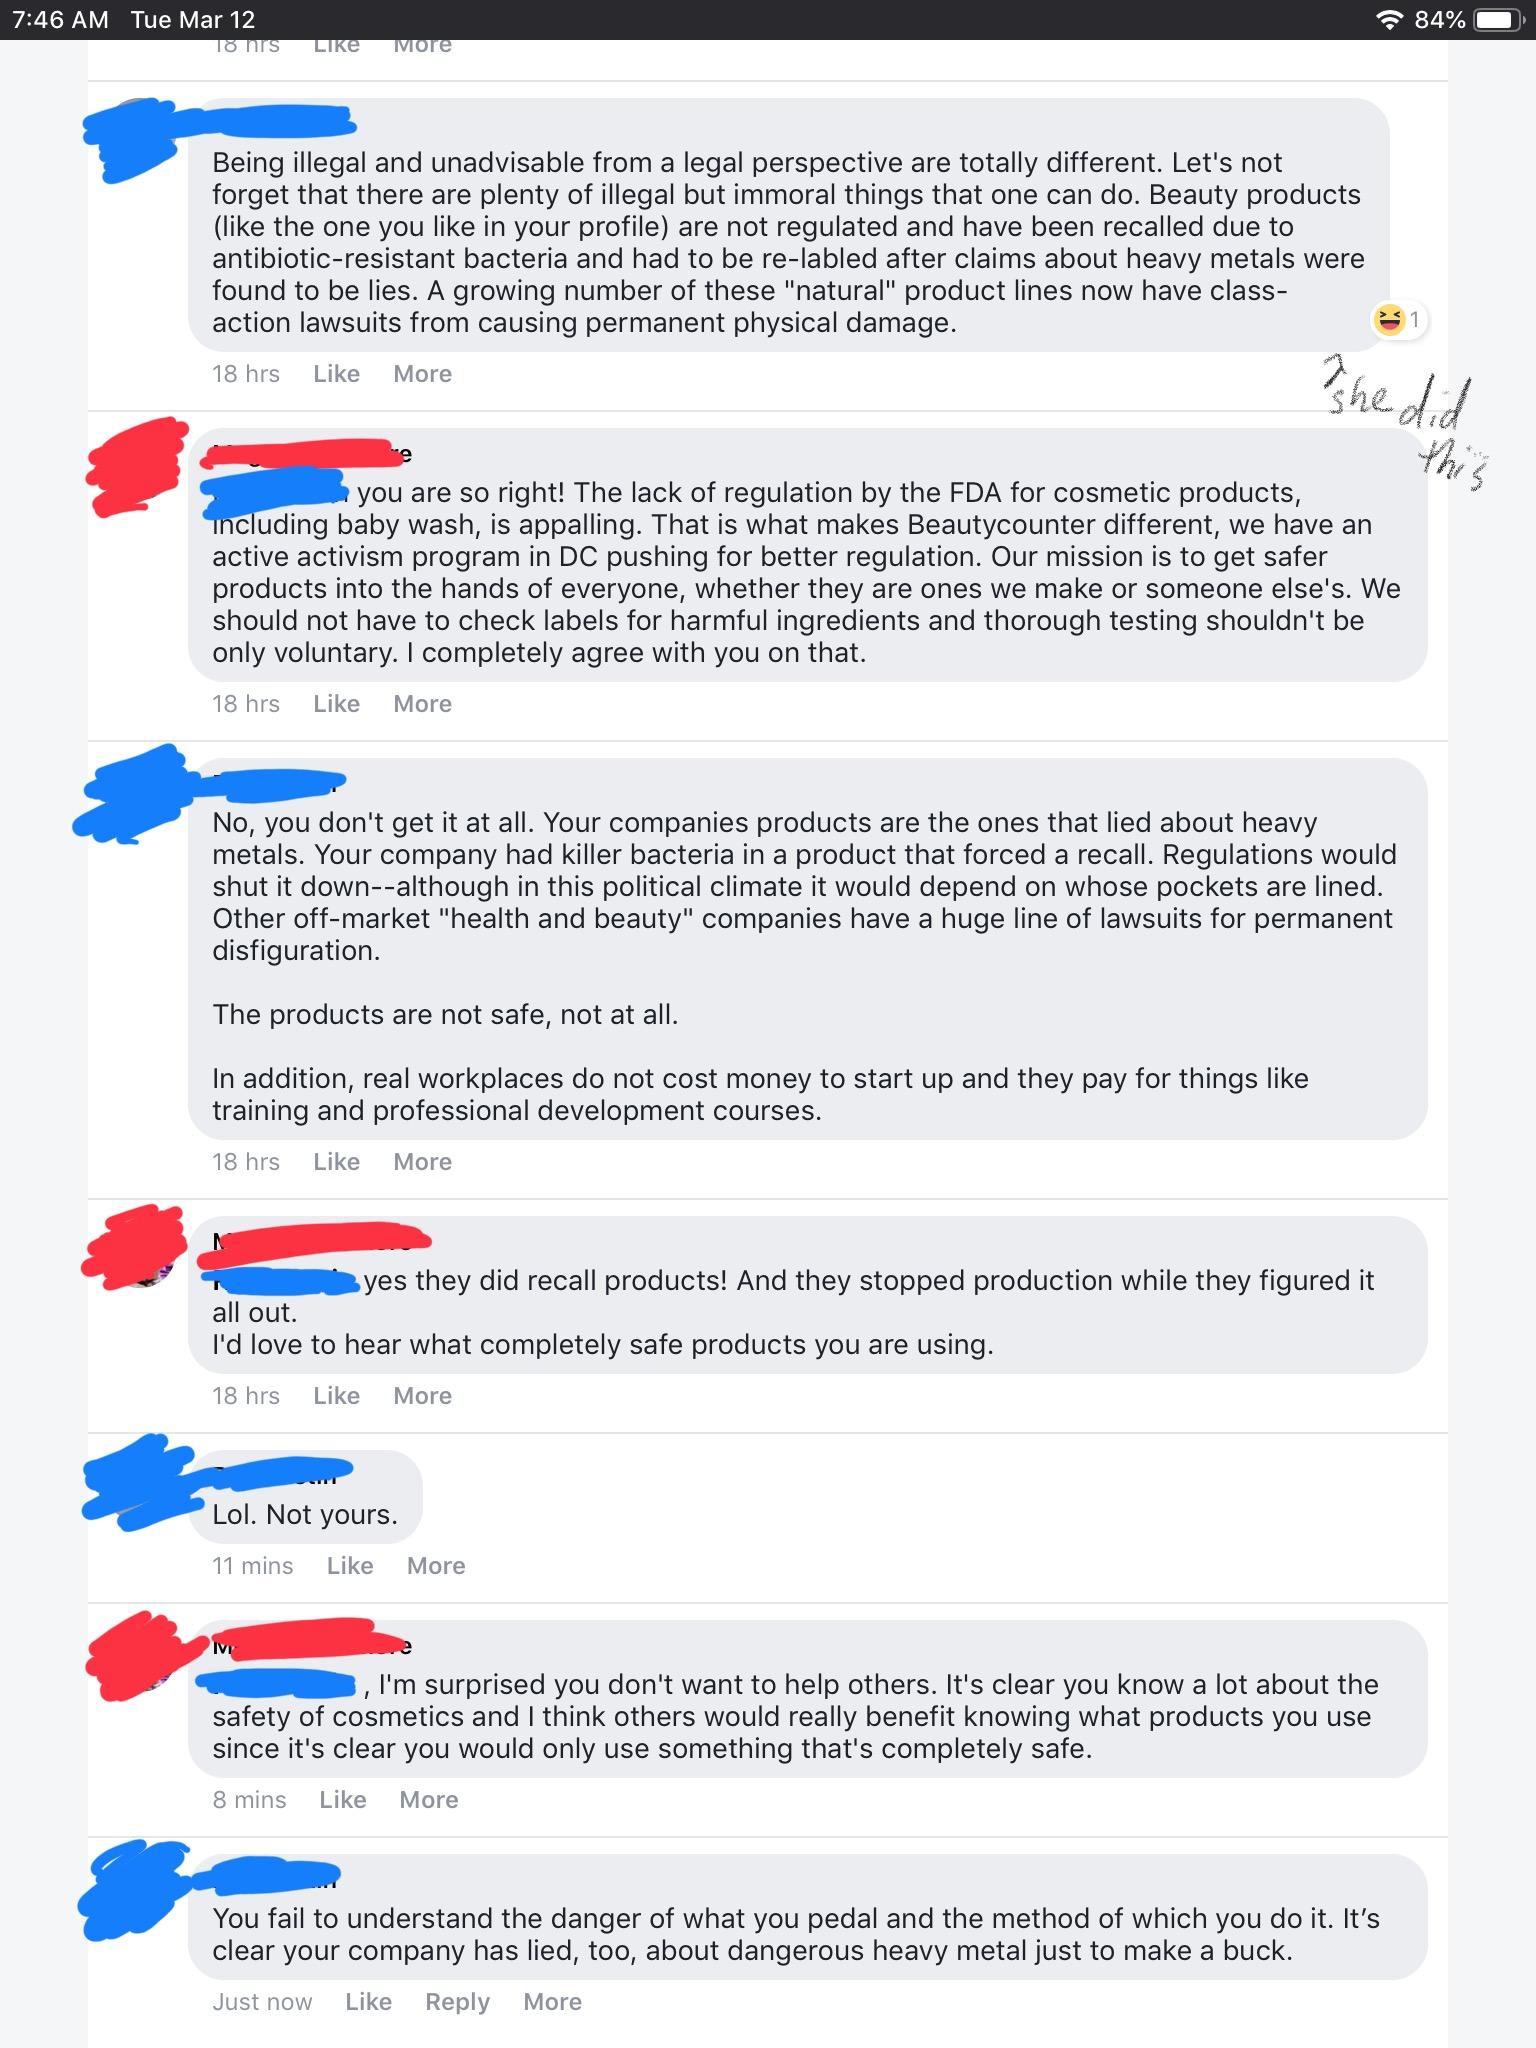 7:46 AM Tue Mar 12
84%
18 hrs Like More
Being illegal and unadvisable from a legal perspective are totally different. Let's not
forget that there are plenty of illegal but immoral things that one can do. Beauty products
(like the one you like in your profile) are not regulated and have been recalled due to
antibiotic-resistant bacteria and had to be re-labled after claims about heavy metals were
found to be lies. A growing number of these "natural" product lines now have class-
action lawsuits from causing permanent physical damage.
1
18 hrs Like More
she did
this
you are so right! The lack of regulation by the FDA for cosmetic products,
including baby wash, is appalling. That is what makes Beautycounter different, we have an
active activism program in DC pushing for better regulation. Our mission is to get safer
products into the hands of everyone, whether they are ones we make or someone else's. We
should not have to check labels for harmful ingredients and thorough testing shouldn't be
only voluntary. I completely agree with you on that.
18 hrs Like More
No, you don't get it at all. Your companies products are the ones that lied about heavy
metals. Your company had killer bacteria in a product that forced a recall. Regulations would
shut it down--although in this political climate it would depend on whose pockets are lined.
Other off-market "health and beauty" companies have a huge line of lawsuits for permanent
disfiguration.
The products are not safe, not at all.
In addition, real workplaces do not cost money to start up and they pay for things like
training and professional development courses.
18 hrs Like More
yes they did recall products! And they stopped production while they figured it
all out.
I'd love to hear what completely safe products you are using.
18 hrs Like More
Lol. Not yours.
11 mins Like More
, I'm surprised you don't want to help others. It's clear you know a lot about the
safety of cosmetics and I think others would really benefit knowing what products you use
since it's clear you would only use something that's completely safe.
8 mins Like More
You fail to understand the danger of what you pedal and the method of which you do it. It’s
clear your company has lied, too, about dangerous heavy metal just to make a buck.
Just now Like Reply More